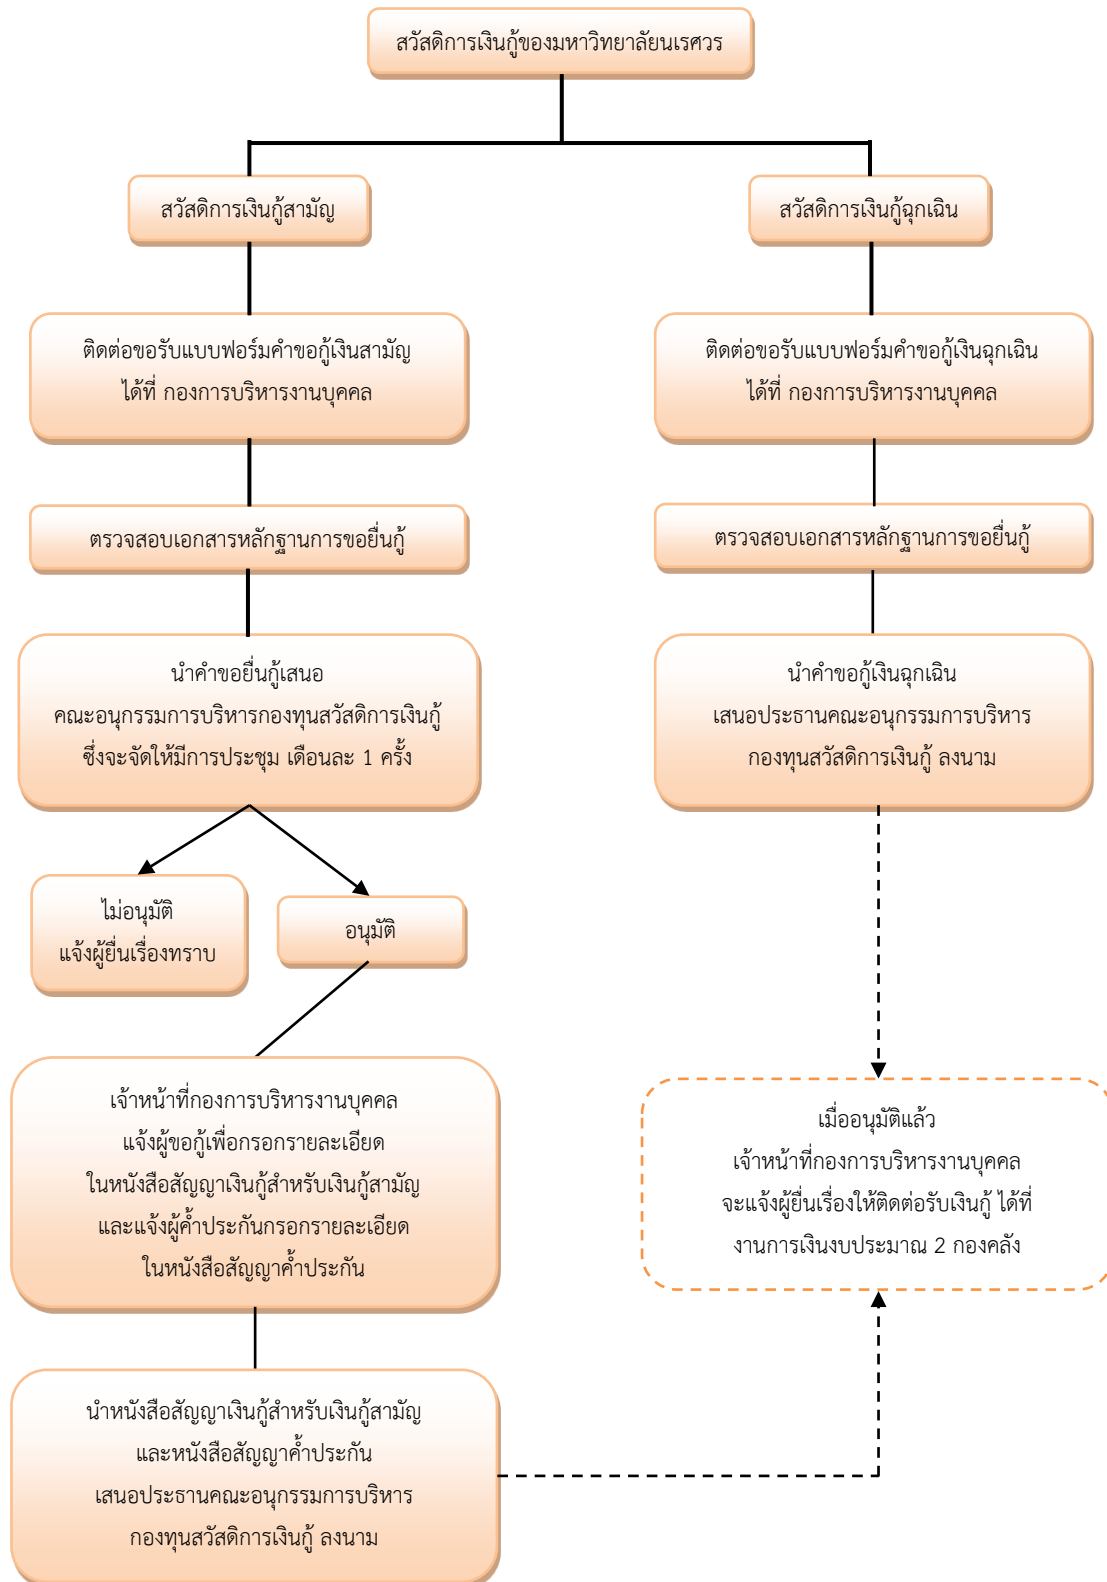 สวัสดิการเงินกู้ของมหาวิทยาลัยนเรศวร
สวัสดิการเงินกู้สามัญ
สวัสดิการเงินกู้ฉุกเฉิน
ติดต่อขอรับแบบฟอร์มคำขอกู้เงินสามัญ
ได้ที่ กองการบริหารงานบุคคล
ติดต่อขอรับแบบฟอร์มคำขอกู้เงินฉุกเฉิน
ได้ที่ กองการบริหารงานบุคคล
ตรวจสอบเอกสารหลักฐานการขอยื่นกู้
ตรวจสอบเอกสารหลักฐานการขอยื่นกู้
นำคำขอยื่นกู้เสนอ
คณะอนุกรรมการบริหารกองทุนสวัสดิการเงินกู้
ซึ่งจะจัดให้มีการประชุม เดือนละ 1 ครั้ง
นำคำขอกู้เงินฉุกเฉิน
เสนอประธานคณะอนุกรรมการบริหาร
กองทุนสวัสดิการเงินกู้ ลงนาม
ไม่อนุมัติ
แจ้งผู้ยื่นเรื่องทราบ
อนุมัติ
เจ้าหน้าที่กองการบริหารงานบุคคล
แจ้งผู้ขอกู้เพื่อกรอกรายละเอียด
ในหนังสือสัญญาเงินกู้สำหรับเงินกู้สามัญ
และแจ้งผู้ค้ำประกันกรอกรายละเอียด
ในหนังสือสัญญาค้ำประกัน
เมื่ออนุมัติแล้ว
เจ้าหน้าที่กองการบริหารงานบุคคล
จะแจ้งผู้ยื่นเรื่องให้ติดต่อรับเงินกู้ ได้ที่
งานการเงินงบประมาณ 2 กองคลัง
นำหนังสือสัญญาเงินกู้สำหรับเงินกู้สามัญ
และหนังสือสัญญาค้ำประกัน
เสนอประธานคณะอนุกรรมการบริหาร
กองทุนสวัสดิการเงินกู้ ลงนาม